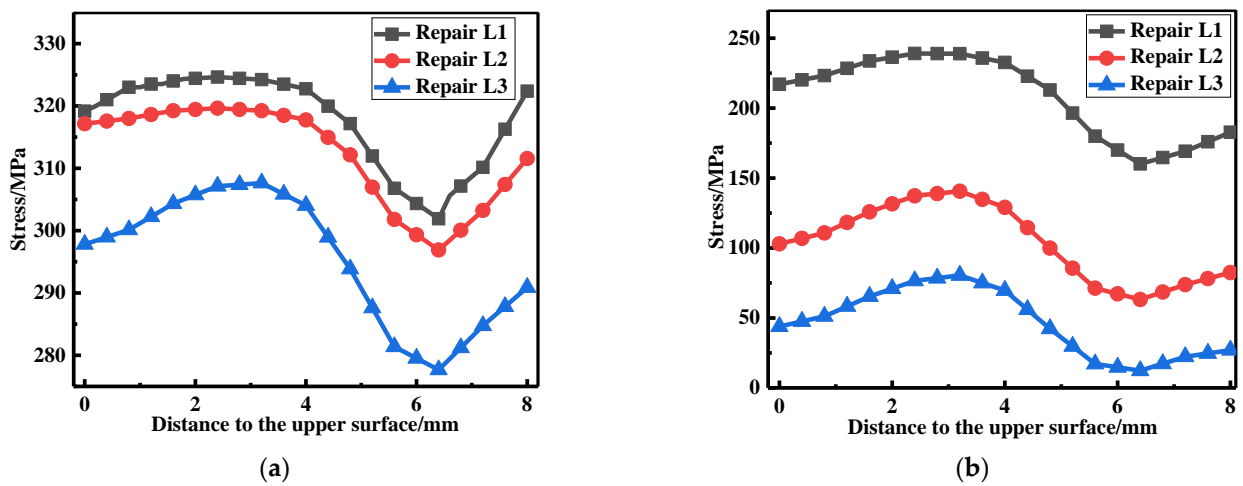 330
320
310
300
290
280
Stress/MPa
Repair L1
Repair L2
Repair L3
0 2 4 6 8
Distance to the upper surface/mm
(a)
250
200
150
100
50
0
Stress/MPa
Repair L1
Repair L2
Repair L3
0 2 4 6 8
Distance to the upper surface/mm
(b)